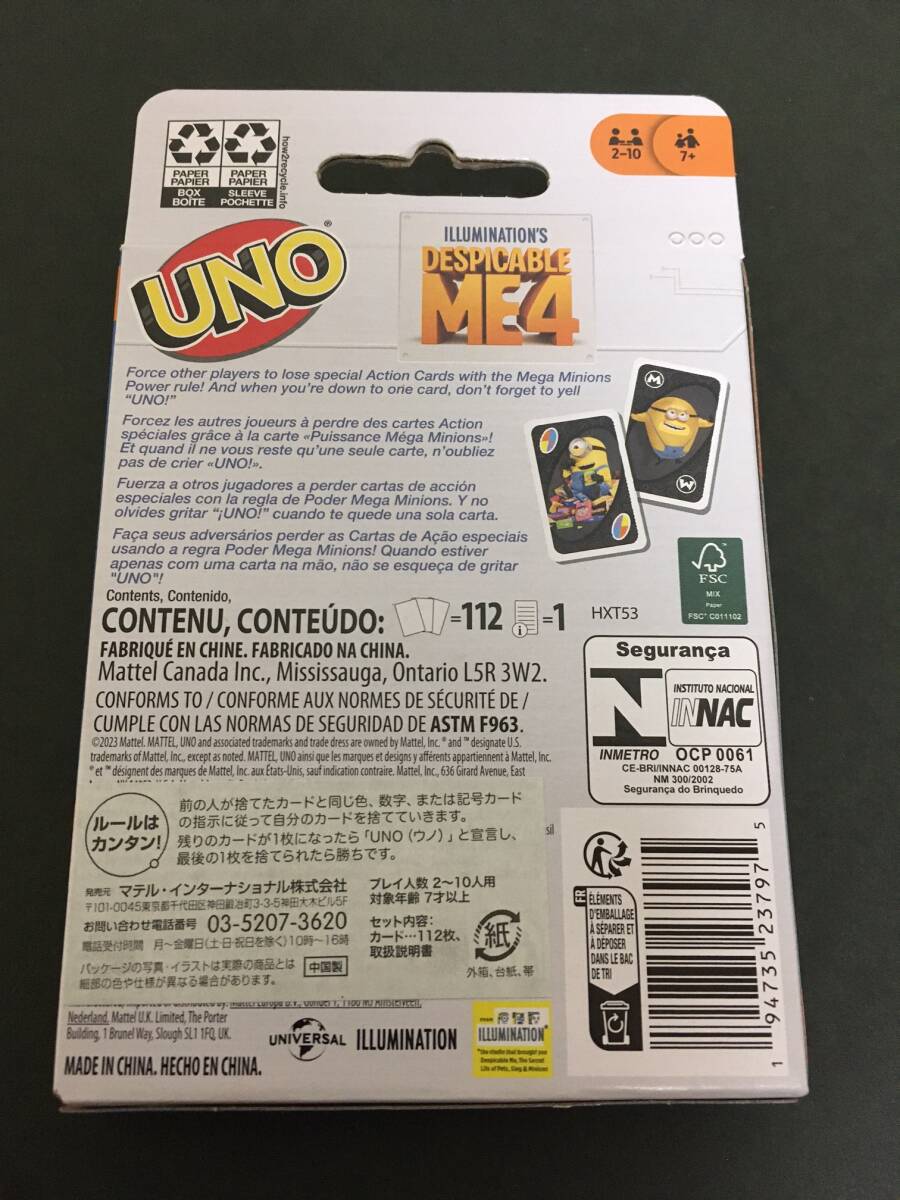 PAPER PAPIER
BOX BOÎTE
PAPER PAPIER
SLEEVE POCHETTE
how2recycle.info
2-10
7+
UNO®
ILLUMINATION'S
DESPICABLE
ME 4
Force other players to lose special Action Cards with the Mega Minions
Power rule! And when you're down to one card, don't forget to yell
"UNO!"
Forcez les autres joueurs à perdre des cartes Action
spéciales grâce à la carte «Puissance Méga Minions»!
Et quand il ne vous reste qu'une seule carte, n'oubliez
pas de crier «UNO!».
Fuerza a otros jugadores a perder cartas de acción
especiales con la regla de Poder Mega Minions. Y no
olvides gritar "¡UNO!" cuando te quede una sola carta.
Faça seus adversários perder as Cartas de Ação especiais
usando a regra Poder Mega Minions! Quando estiver
apenas com uma carta na mão, não se esqueça de gritar
"UNO"!
M
M
FSC
MIX
Paper
FSC® C011102
Contents, Contenido,
CONTENU, CONTEÚDO: =112 =1
HXT53
FABRIQUÉ EN CHINE. FABRICADO NA CHINA.
Mattel Canada Inc., Mississauga, Ontario L5R 3W2.
CONFORMS TO / CONFORME AUX NORMES DE SÉCURITÉ DE /
CUMPLE CON LAS NORMAS DE SEGURIDAD DE ASTM F963.
©2023 Mattel. MATTEL, UNO and associated trademarks and trade dress are owned by Mattel, Inc. ® and ™ designate U.S.
trademarks of Mattel, Inc., except as noted. MATTEL, UNO ainsi que les marques et designs y afférents appartiennent à Mattel, Inc.
® et ™ désignent des marques de Mattel, Inc. aux États-Unis, sauf indication contraire. Mattel, Inc., 636 Girard Avenue, East
Segurança
INSTITUTO NACIONAL
INNAC
INMETRO
OCP 0061
CE-BRI/INNAC 00128-75A
NM 300/2002
Segurança do Brinquedo
sil
ルールは
カンタン!
前の人が捨てたカードと同じ色、数字、または記号カード
の指示に従って自分のカードを捨てていきます。
残りのカードが1枚になったら「UNO(ウノ)」と宣言し、
最後の1枚を捨てられたら勝ちです。
発売元 マテル・インターナショナル株式会社
〒101-0045東京都千代田区神田鍛冶町3-3-5神田大木ビル5F
お問い合わせ電話番号 03-5207-3620
電話受付時間 月〜金曜日(土・日・祝日を除く)10時〜16時
パッケージの写真・イラストは実際の商品とは
細部の色や仕様が異なる場合があります。
中国製
プレイ人数 2〜10人用
対象年齢 7才以上
セット内容:
カード…112枚、
取扱説明書
紙
外箱、台紙、帯
FR
ÉLÉMENTS
D'EMBALLAGE
À SÉPARER ET
À DÉPOSER
DANS LE BAC
DE TRI
1 94735 23797 5
Nederland. Mattel U.K. Limited, The Porter
Building, 1 Brunel Way, Slough SL1 1FQ, UK.
MADE IN CHINA. HECHO EN CHINA.
UNIVERSAL
ILLUMINATION
FROM
ILLUMINATION
"The studio that brought you
Despicable Me, The Secret
Life of Pets, Sing & Minions